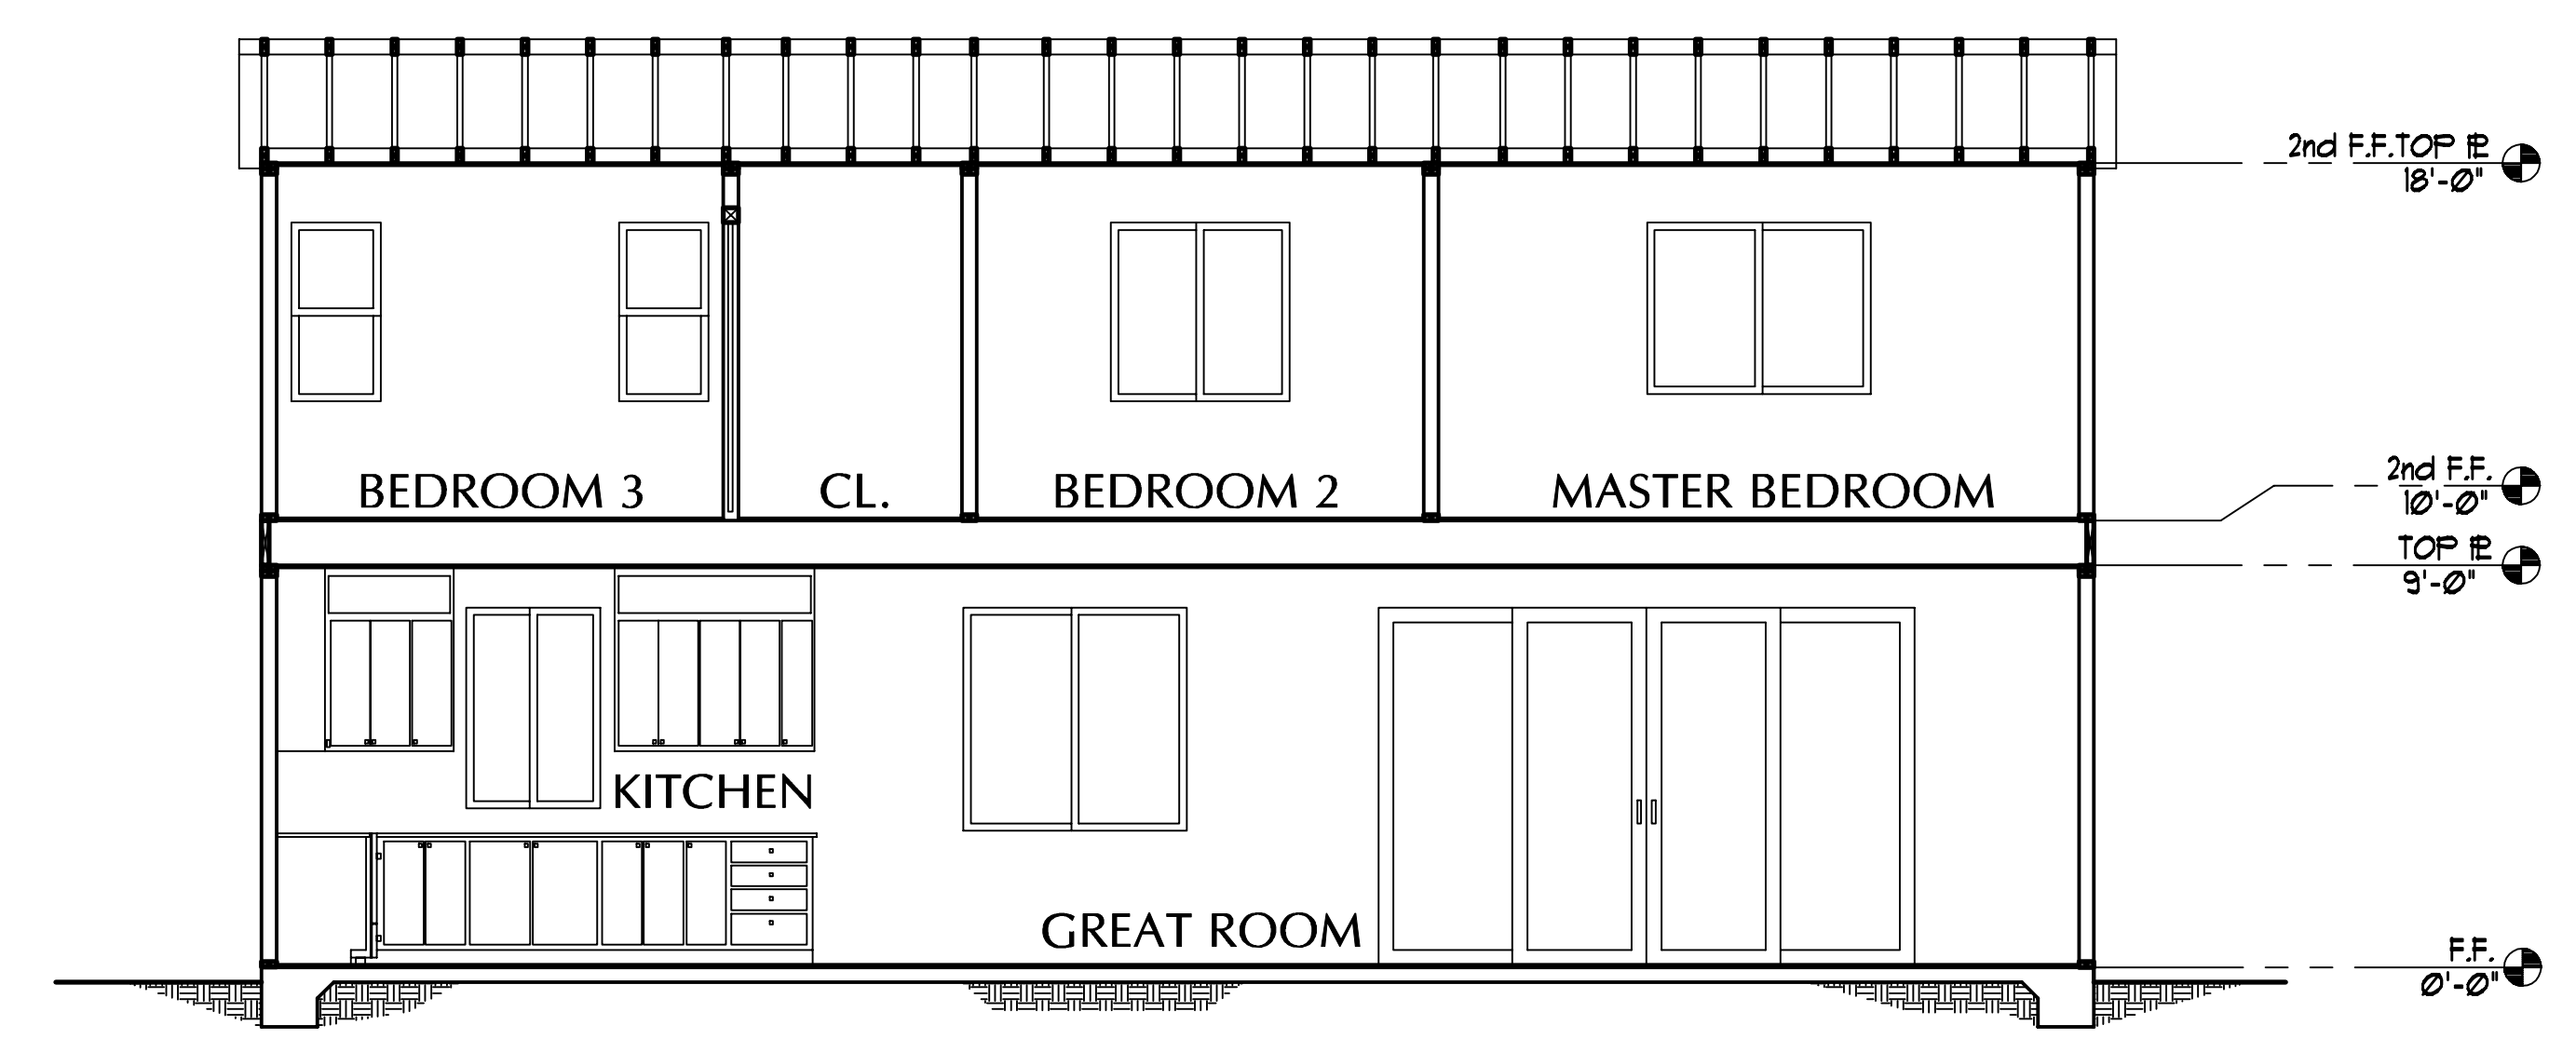 2nd F.F.TOP PL
18'-0"
BEDROOM 3
CL.
BEDROOM 2
MASTER BEDROOM
2nd F.F.
10'-0"
TOP PL
9'-0"
KITCHEN
GREAT ROOM
F.F.
0'-0"